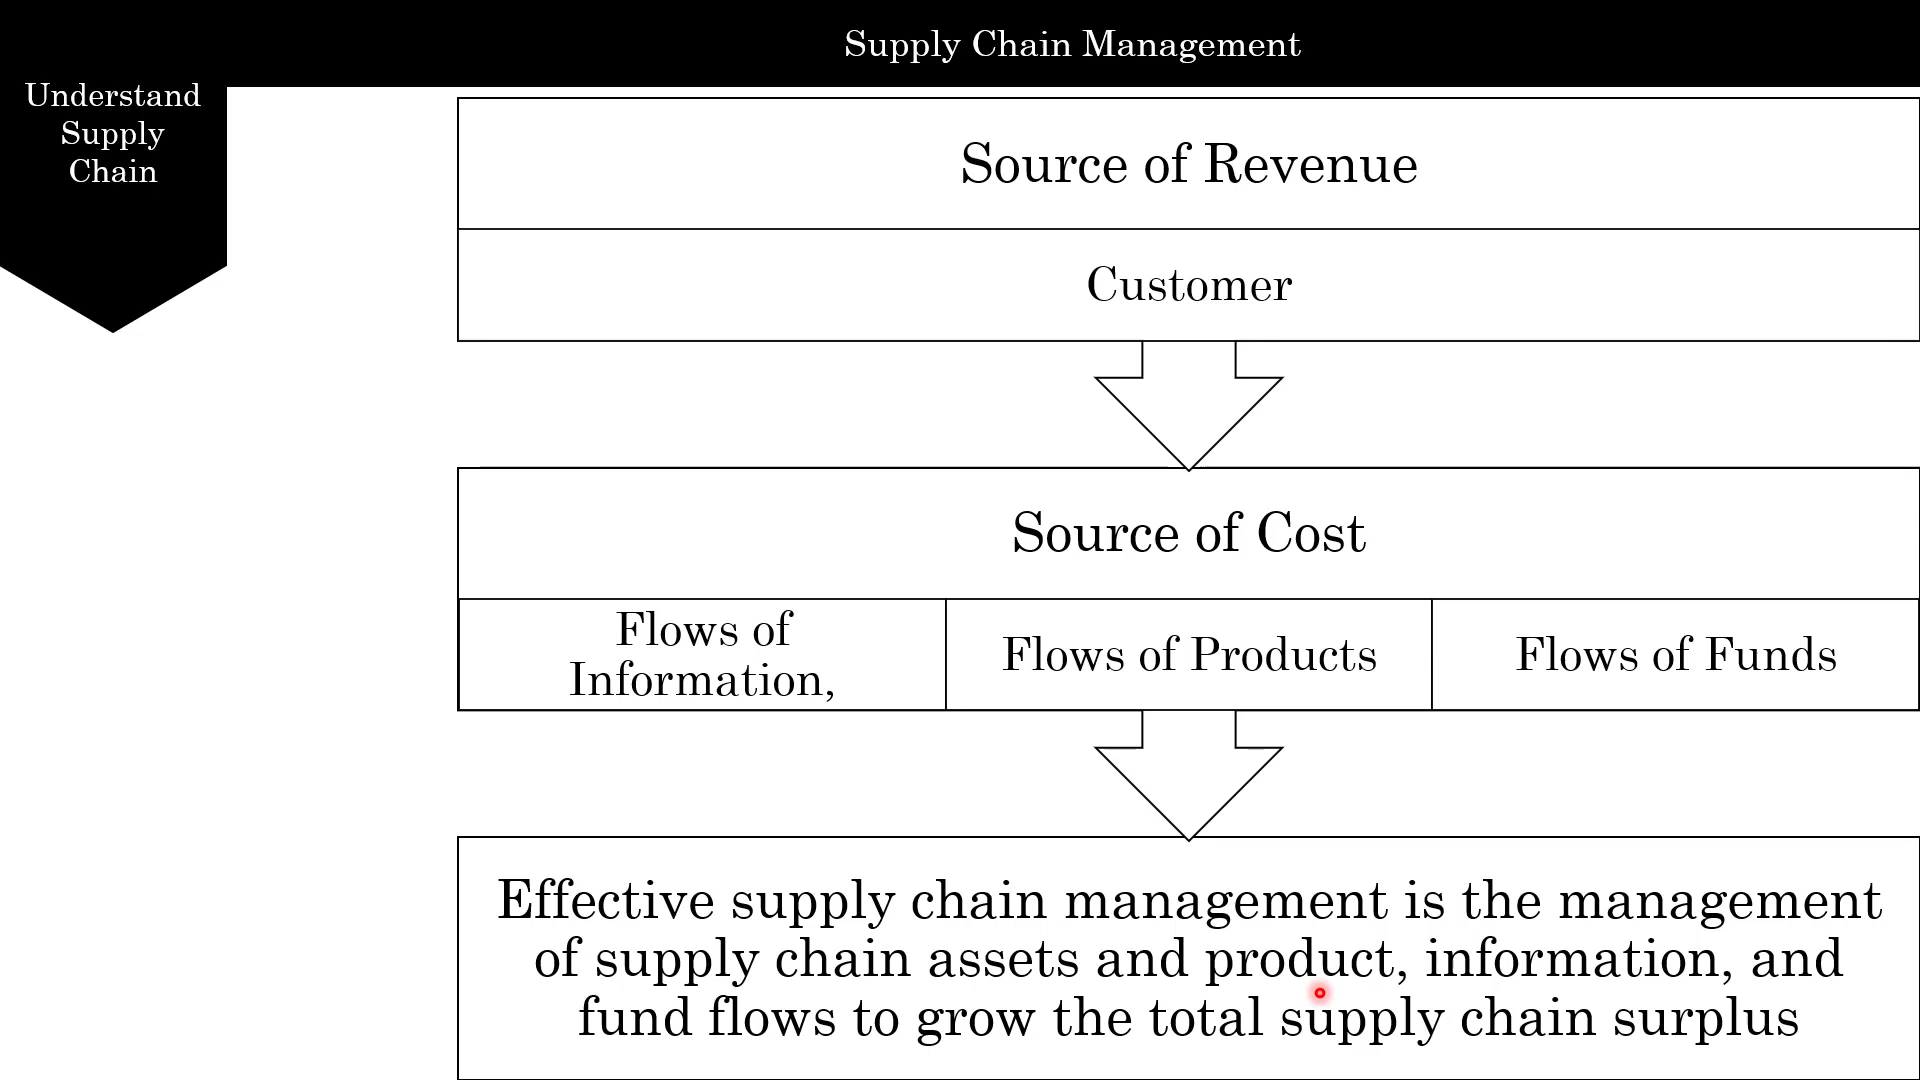 Supply Chain Management
Understand
Supply
Chain
Source of Revenue
Customer
Source of Cost
Flows of
Information,
Flows of Products
Flows of Funds
Effective supply chain management is the management
of supply chain assets and product, information, and
fund flows to grow the total supply chain surplus